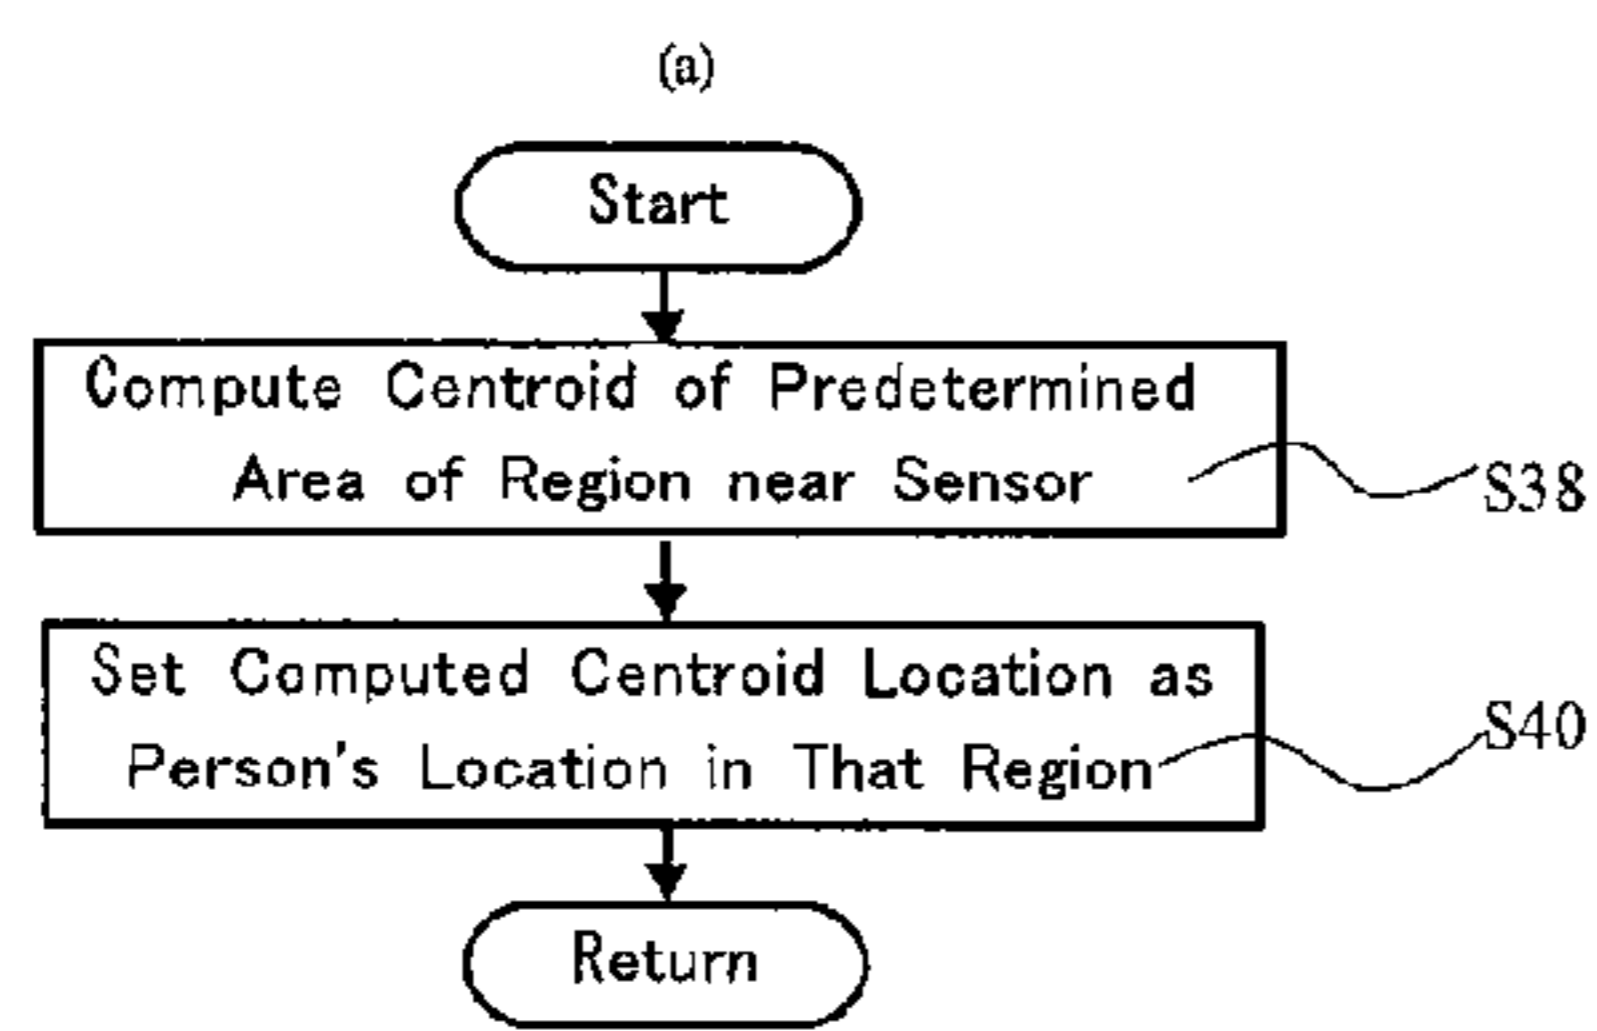 (a)
Start
Compute Centroid of Predetermined
Area of Region near Sensor
S38
Set Computed Centroid Location as
Person's Location in That Region
S40
Return